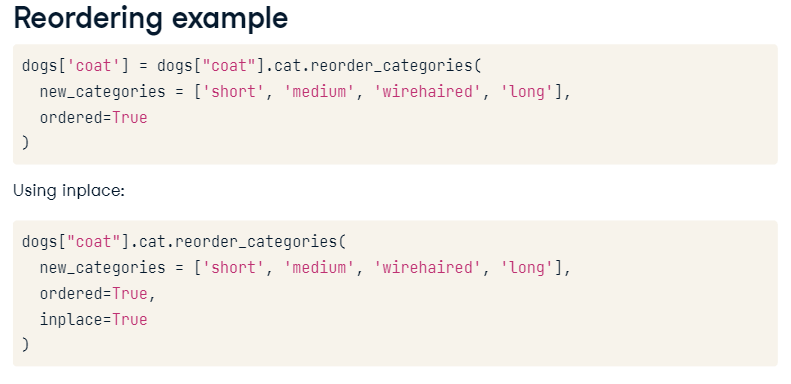 Reordering example
dogs['coat'] = dogs["coat"].cat.reorder_categories(
  new_categories = ['short', 'medium', 'wirehaired', 'long'],
  ordered=True
)
Using inplace:
dogs["coat"].cat.reorder_categories(
  new_categories = ['short', 'medium', 'wirehaired', 'long'],
  ordered=True,
  inplace=True
)